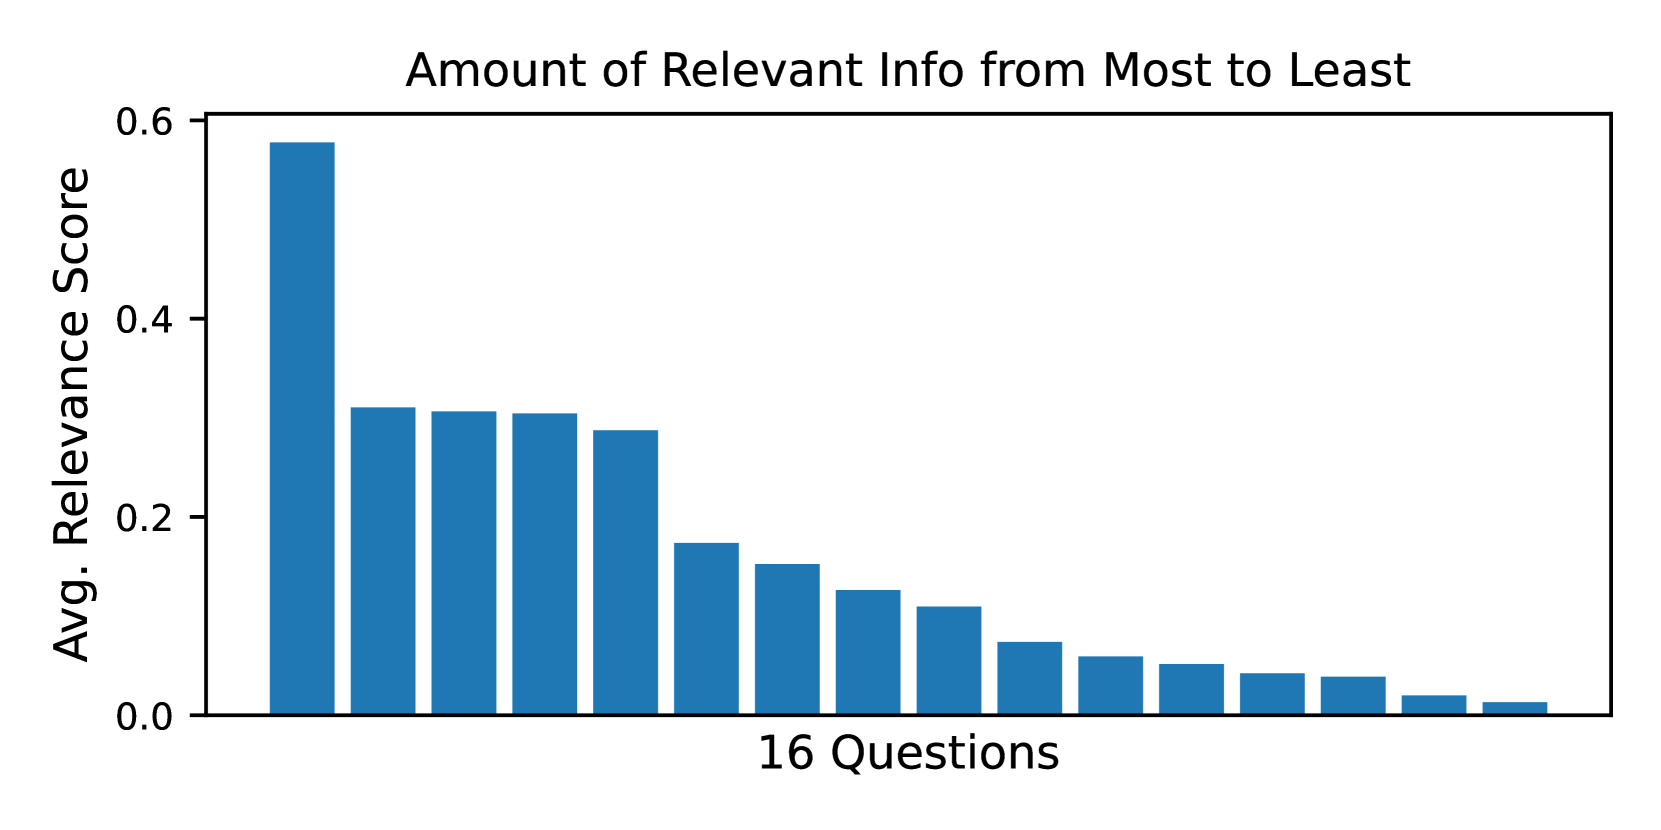 Amount of Relevant Info from Most to Least
0.6
0.4
0.2
0.0
Avg. Relevance Score
16 Questions